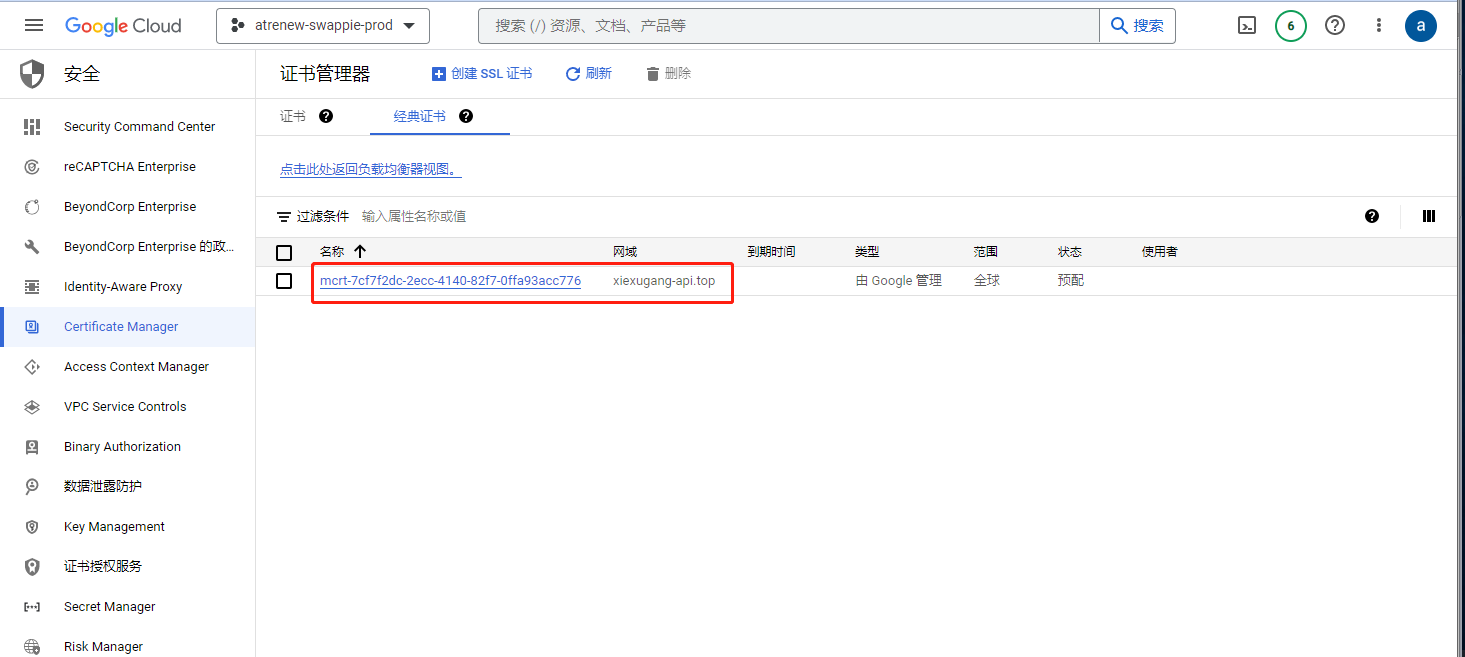 Google Cloud
atrenew-swappie-prod
搜索 (/) 资源、文档、产品等
搜索
6
a
安全
Security Command Center
reCAPTCHA Enterprise
BeyondCorp Enterprise
BeyondCorp Enterprise 的政...
Identity-Aware Proxy
Certificate Manager
Access Context Manager
VPC Service Controls
Binary Authorization
数据泄露防护
Key Management
证书授权服务
Secret Manager
Risk Manager
证书管理器
创建 SSL 证书
刷新
删除
证书
经典证书
点击此处返回负载均衡器视图。
过滤条件 输入属性名称或值
名称 网域 到期时间 类型 范围 状态 使用者
mcrt-7cf7f2dc-2ecc-4140-82f7-0ffa93acc776 xiexugang-api.top 由 Google 管理 全球 预配